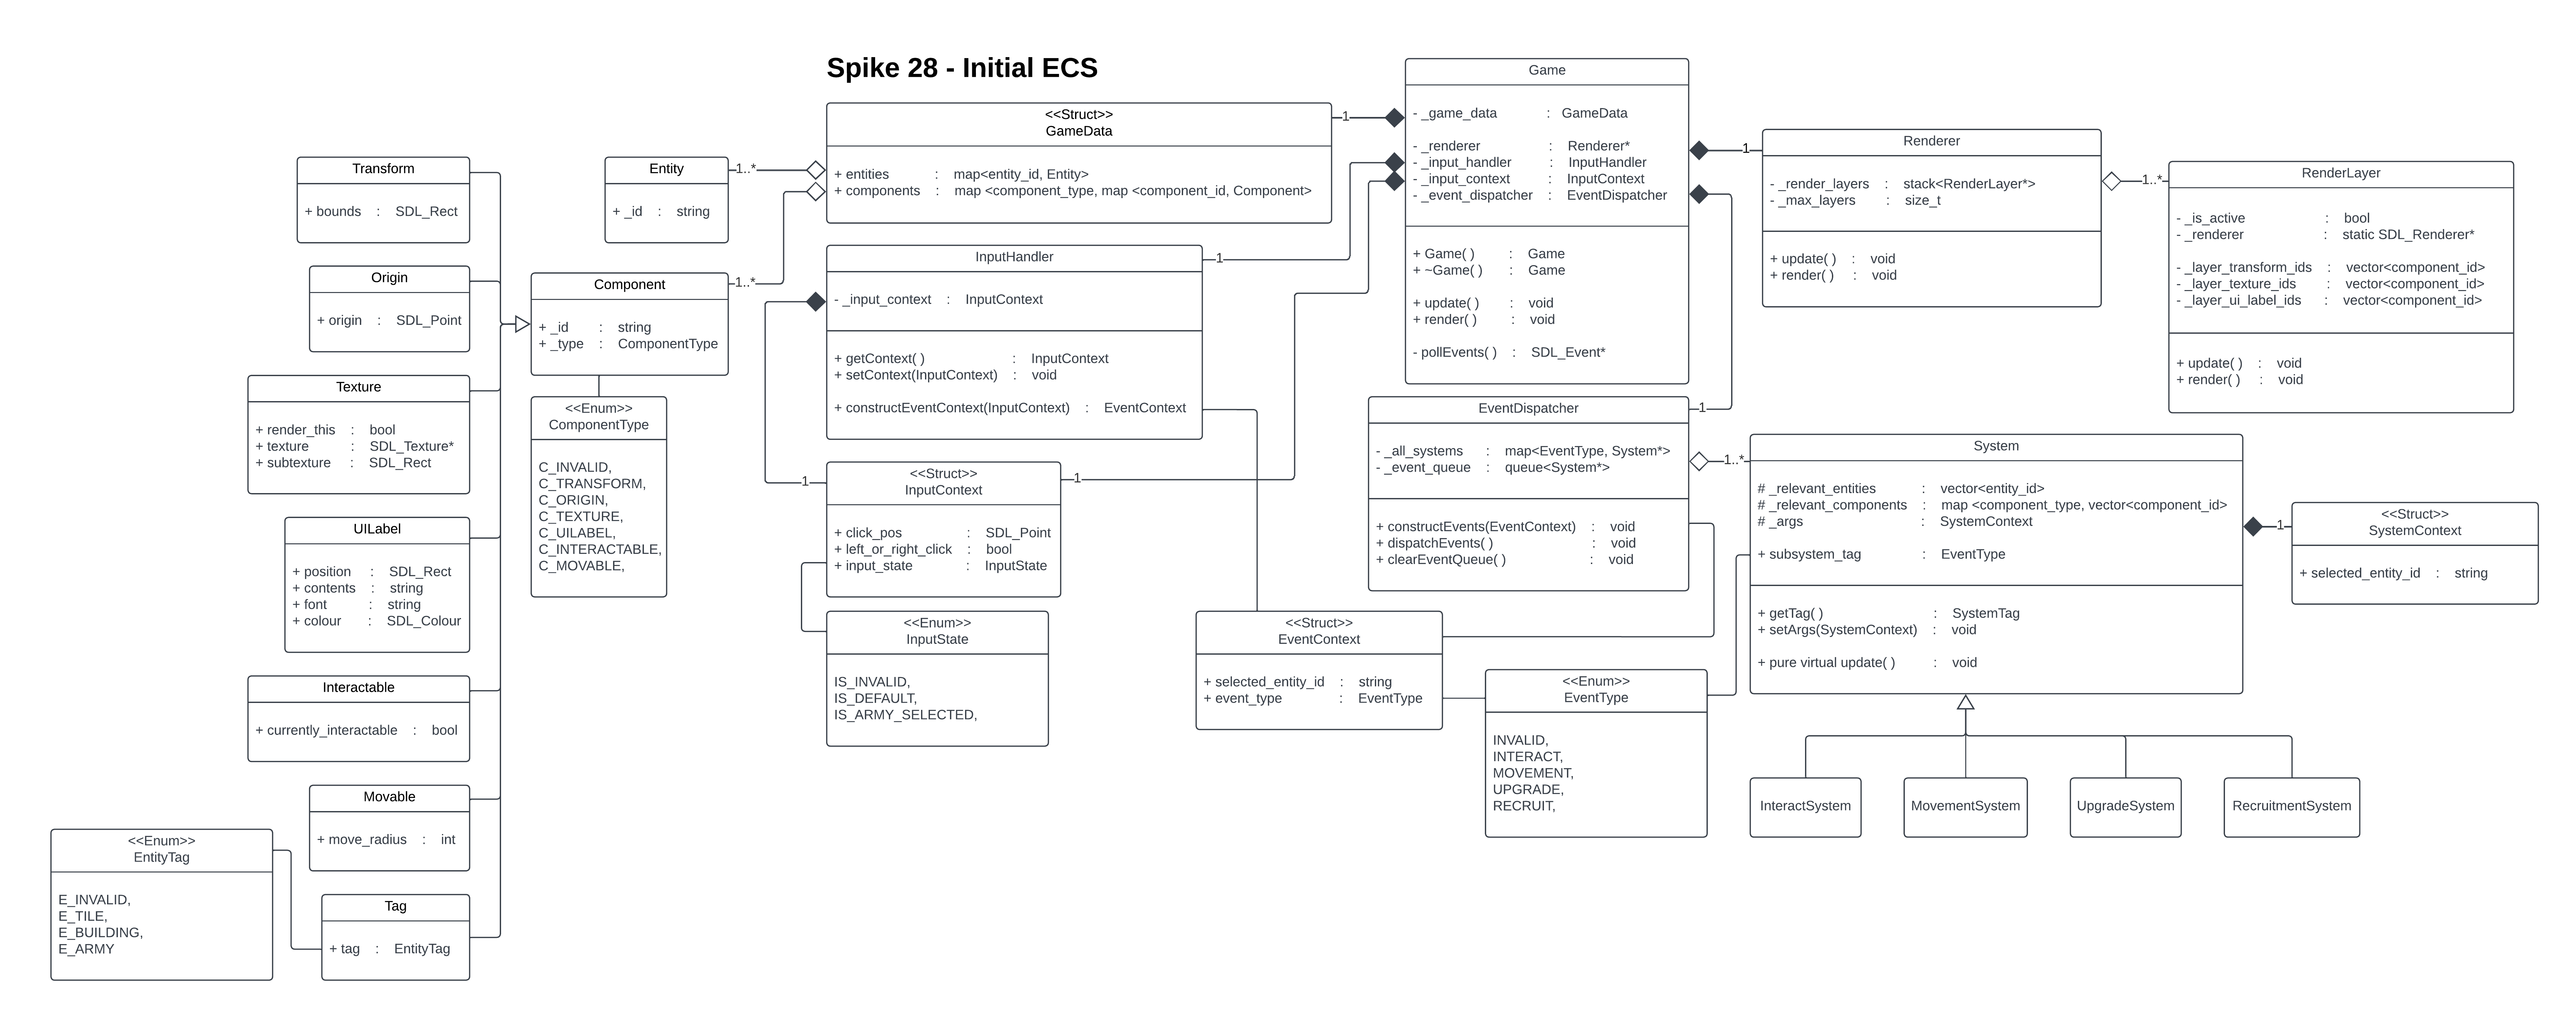 Spike 28 - Initial ECS
Transform
+ bounds : SDL_Rect
Origin
+ origin : SDL_Point
Texture
+ render_this : bool
+ texture : SDL_Texture*
+ subtexture : SDL_Rect
UILabel
+ position : SDL_Rect
+ contents : string
+ font : string
+ colour : SDL_Colour
Interactable
+ currently_interactable : bool
Movable
+ move_radius : int
<<Enum>>
EntityTag
E_INVALID,
E_TILE,
E_BUILDING,
E_ARMY
Tag
+ tag : EntityTag
Entity
+ _id : string
1..*
Component
+ _id : string
+ _type : ComponentType
1..*
<<Enum>>
ComponentType
C_INVALID,
C_TRANSFORM,
C_ORIGIN,
C_TEXTURE,
C_UILABEL,
C_INTERACTABLE,
C_MOVABLE,
<<Struct>>
GameData
+ entities : map<entity_id, Entity>
+ components : map <component_type, map <component_id, Component>
1
InputHandler
- _input_context : InputContext
+ getContext( ) : InputContext
+ setContext(InputContext) : void
+ constructEventContext(InputContext) : EventContext
1
1
<<Struct>>
InputContext
+ click_pos : SDL_Point
+ left_or_right_click : bool
+ input_state : InputState
1
<<Enum>>
InputState
IS_INVALID,
IS_DEFAULT,
IS_ARMY_SELECTED,
Game
- _game_data : GameData
- _renderer : Renderer*
- _input_handler : InputHandler
- _input_context : InputContext
- _event_dispatcher : EventDispatcher
+ Game( ) : Game
+ ~Game( ) : Game
+ update( ) : void
+ render( ) : void
- pollEvents( ) : SDL_Event*
1
Renderer
- _render_layers : stack<RenderLayer*>
- _max_layers : size_t
+ update( ) : void
+ render( ) : void
1..*
RenderLayer
- _is_active : bool
- _renderer : static SDL_Renderer*
- _layer_transform_ids : vector<component_id>
- _layer_texture_ids : vector<component_id>
- _layer_ui_label_ids : vector<component_id>
+ update( ) : void
+ render( ) : void
EventDispatcher
1
- _all_systems : map<EventType, System*>
- _event_queue : queue<System*>
+ constructEvents(EventContext) : void
+ dispatchEvents( ) : void
+ clearEventQueue( ) : void
1..*
<<Struct>>
EventContext
+ selected_entity_id : string
+ event_type : EventType
<<Enum>>
EventType
INVALID,
INTERACT,
MOVEMENT,
UPGRADE,
RECRUIT,
System
# _relevant_entities : vector<entity_id>
# _relevant_components : map <component_type, vector<component_id>
# _args : SystemContext
+ subsystem_tag : EventType
+ getTag( ) : SystemTag
+ setArgs(SystemContext) : void
+ pure virtual update( ) : void
1
<<Struct>>
SystemContext
+ selected_entity_id : string
InteractSystem
MovementSystem
UpgradeSystem
RecruitmentSystem